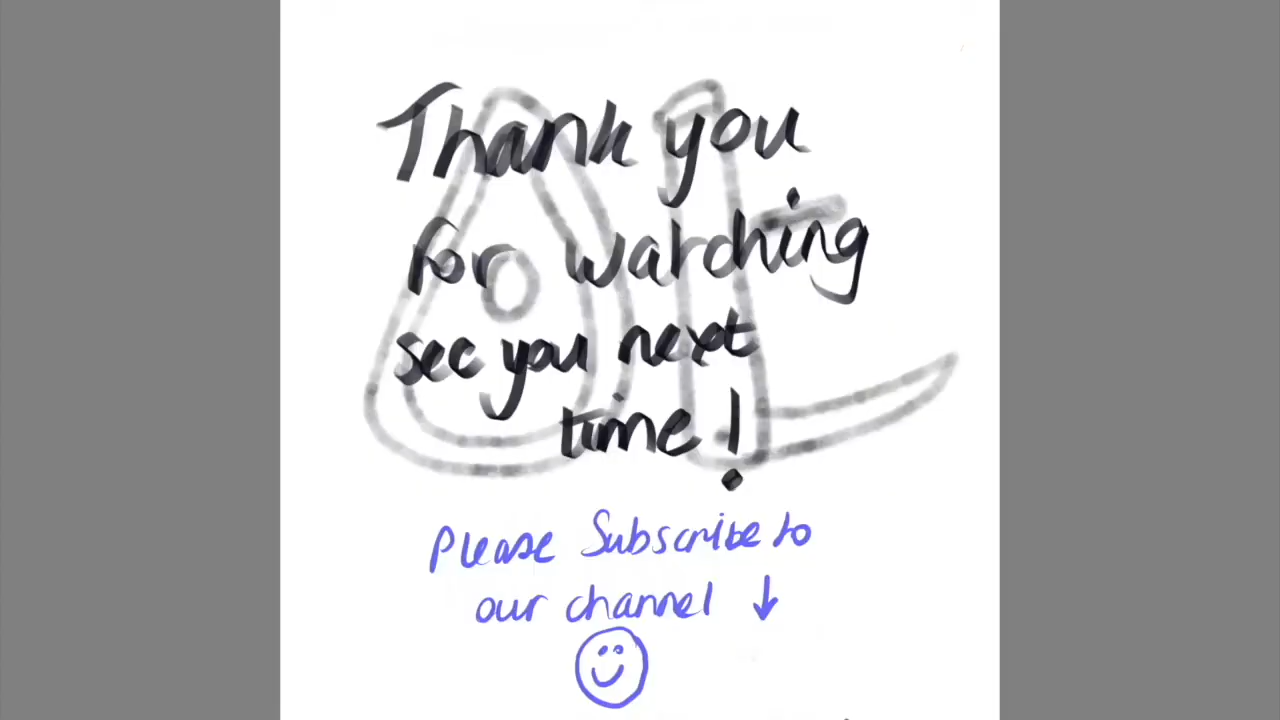 Thank you
for watching
see you next
time!
Please Subscribe to
our channel ↓